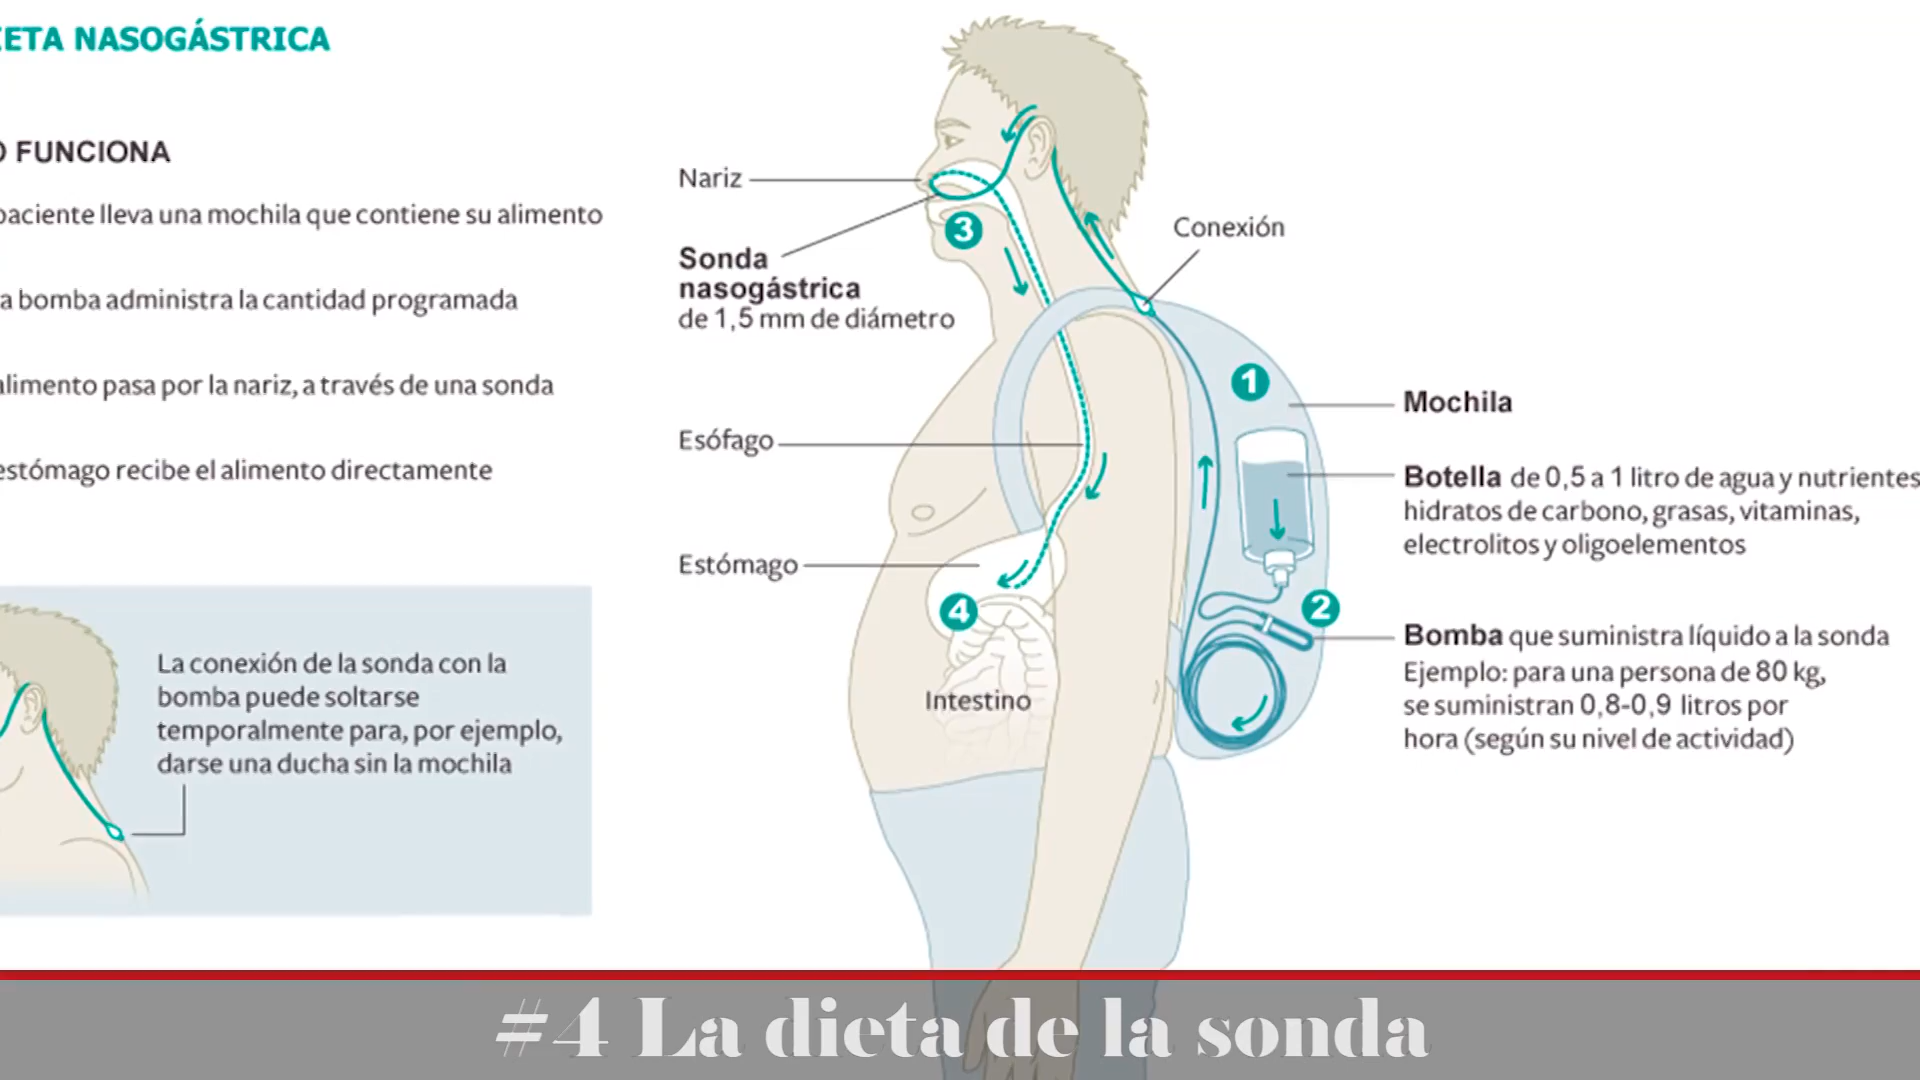 IETA NASOGÁSTRICA
O FUNCIONA
paciente lleva una mochila que contiene su alimento
a bomba administra la cantidad programada
alimento pasa por la nariz, a través de una sonda
estómago recibe el alimento directamente
La conexión de la sonda con la
bomba puede soltarse
temporalmente para, por ejemplo,
darse una ducha sin la mochila
Nariz
3
Sonda
nasogástrica
de 1,5 mm de diámetro
Esófago
Estómago
4
Intestino
Conexión
1
Mochila
Botella de 0,5 a 1 litro de agua y nutrientes
hidratos de carbono, grasas, vitaminas,
electrolitos y oligoelementos
2
Bomba que suministra líquido a la sonda
Ejemplo: para una persona de 80 kg,
se suministran 0,8-0,9 litros por
hora (según su nivel de actividad)
#4 La dieta de la sonda